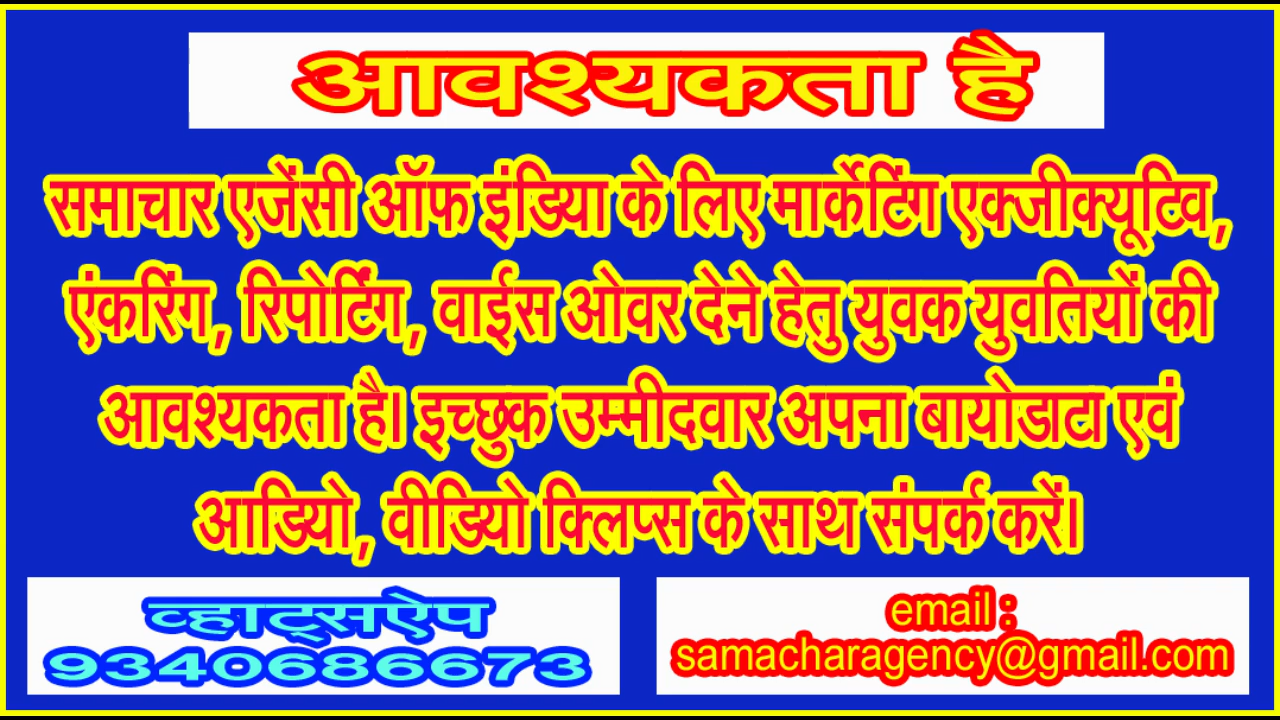 आवश्यकता है
समाचार एजेंसी ऑफ इंडिया के लिए मार्केटिंग एक्जीक्यूटिव,
एंकरिंग, रिपोर्टिंग, वाईस ओवर देने हेतु युवक युवतियों की
आवश्यकता है। इच्छुक उम्मीदवार अपना बायोडाटा एवं
आडियो, वीडियो क्लिप्स के साथ संपर्क करें।
व्हाट्सऐप
9340686673
email :
samacharagency@gmail.com